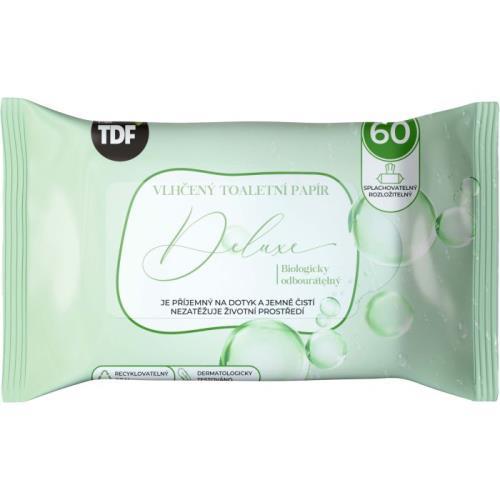 TDF
60
SPLACHOVATELNÝ
ROZLOŽITELNÝ
VLHČENÝ TOALETNÍ PAPÍR
Deluxe
Biologicky
odbouratelný
JE PŘÍJEMNÝ NA DOTYK A JEMNĚ ČISTÍ
NEZATĚŽUJE ŽIVOTNÍ PROSTŘEDÍ
RECYKLOVATELNÝ
DERMATOLOGICKY
TESTOVÁNO